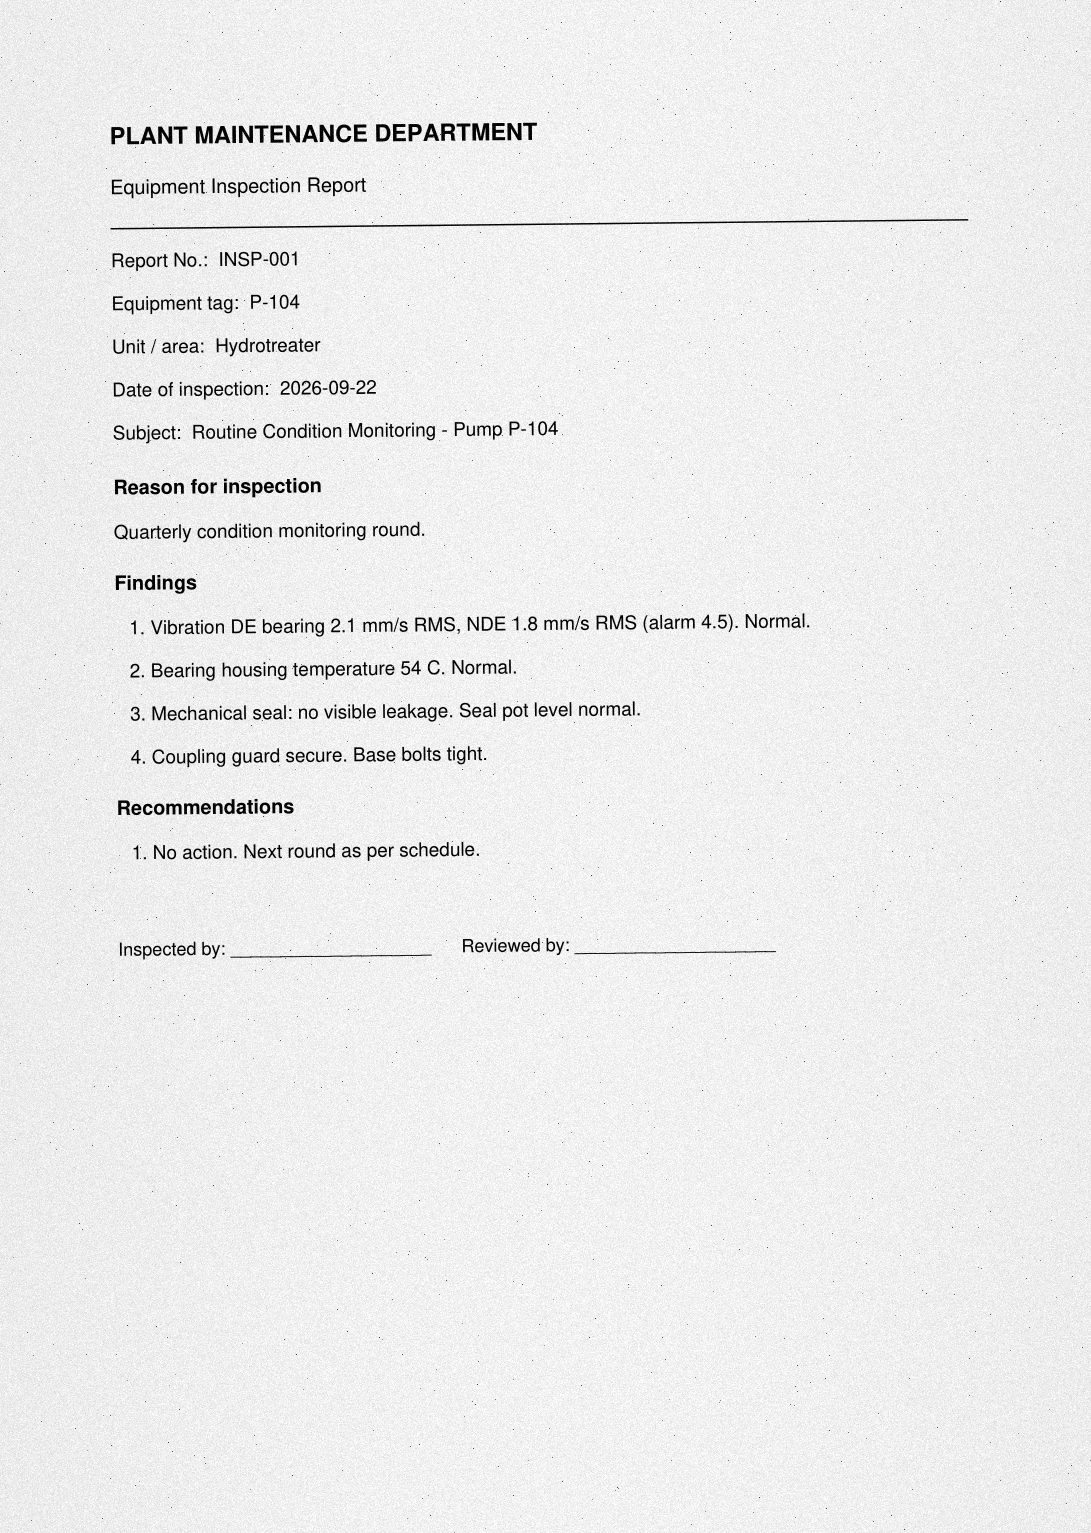 PLANT MAINTENANCE DEPARTMENT
Equipment Inspection Report
Report No.: INSP-001
Equipment tag: P-104
Unit / area: Hydrotreater
Date of inspection: 2026-09-22
Subject: Routine Condition Monitoring - Pump P-104
Reason for inspection
Quarterly condition monitoring round.
Findings
1. Vibration DE bearing 2.1 mm/s RMS, NDE 1.8 mm/s RMS (alarm 4.5). Normal.
2. Bearing housing temperature 54 C. Normal.
3. Mechanical seal: no visible leakage. Seal pot level normal.
4. Coupling guard secure. Base bolts tight.
Recommendations
1. No action. Next round as per schedule.
Inspected by: ____________________ Reviewed by: ____________________